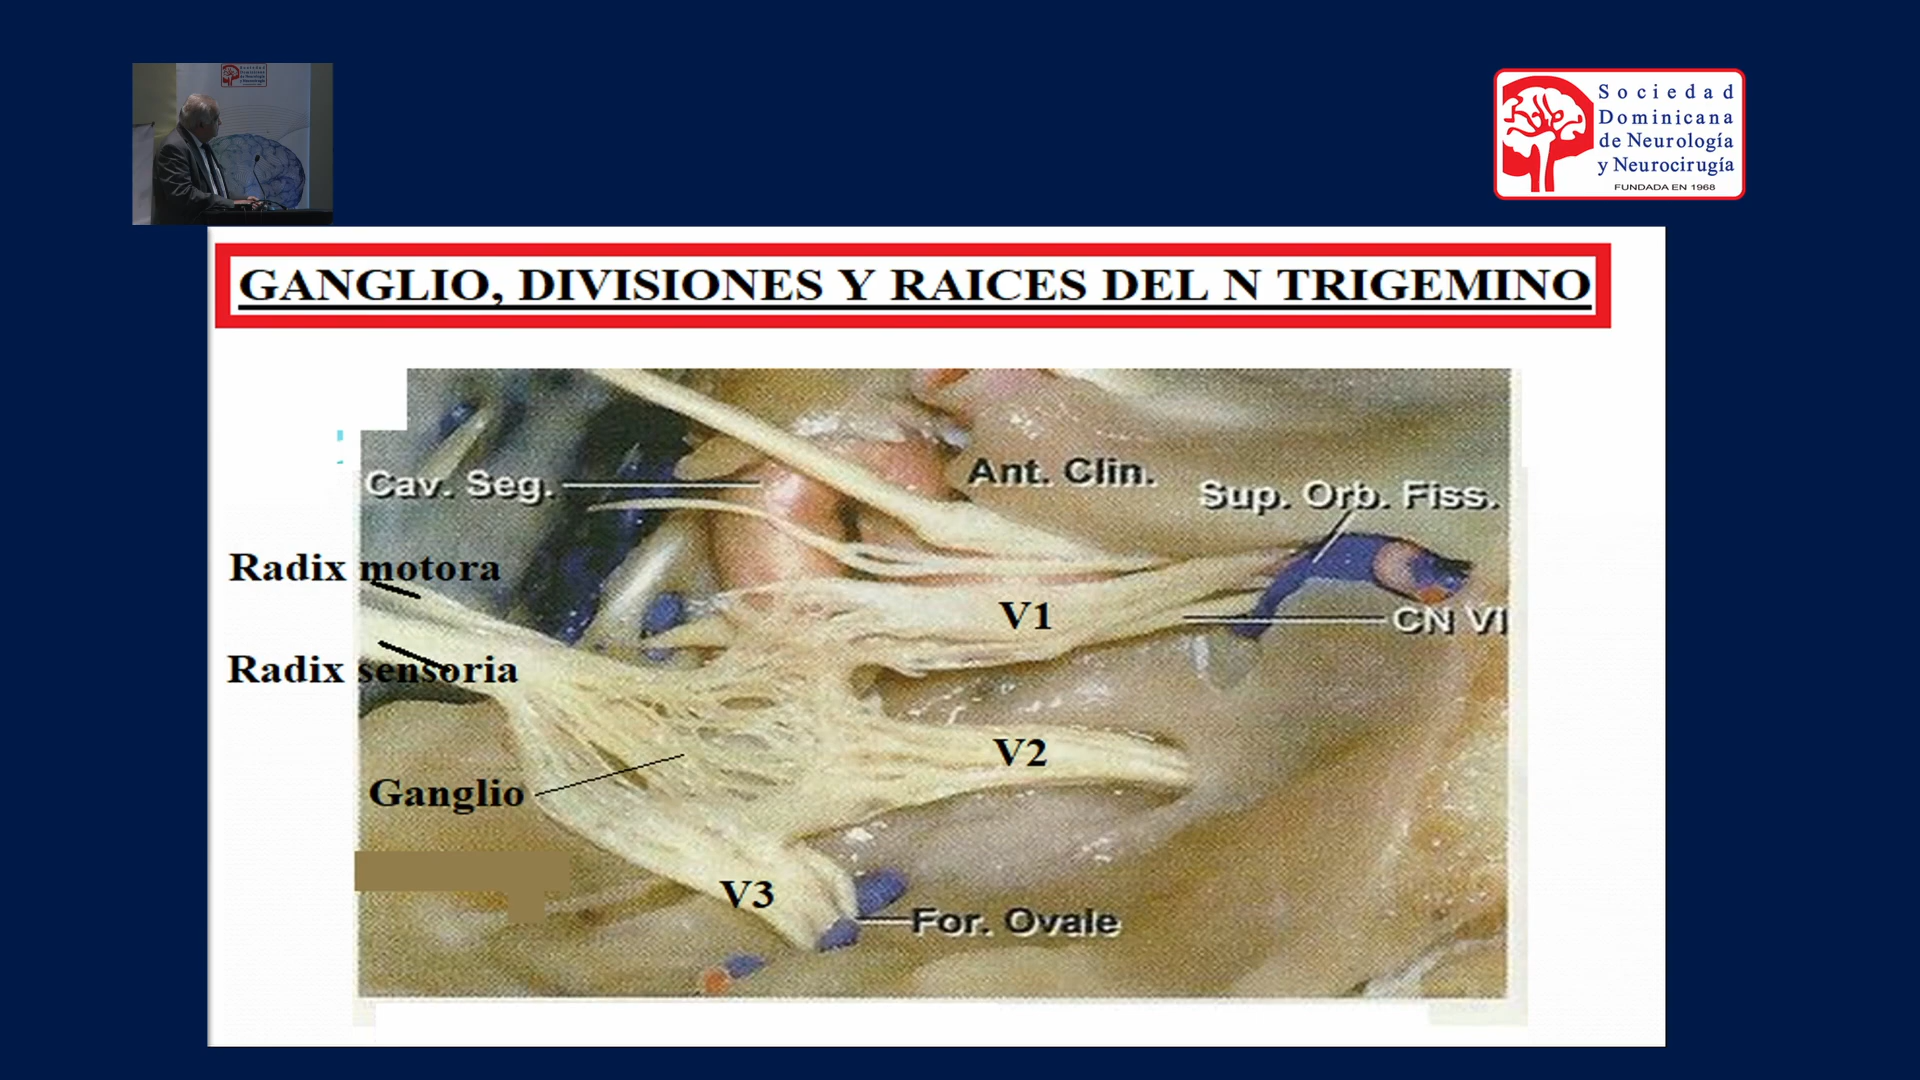 Sociedad
Dominicana
de Neurología
y Neurocirugía
FUNDADA EN 1968
GANGLIO, DIVISIONES Y RAICES DEL N TRIGEMINO
Ant. Clin.
Cav. Seg.
Sup. Orb. Fiss.
Radix motora
V1
CN VI
Radix sensoria
V2
Ganglio
V3
For. Ovale